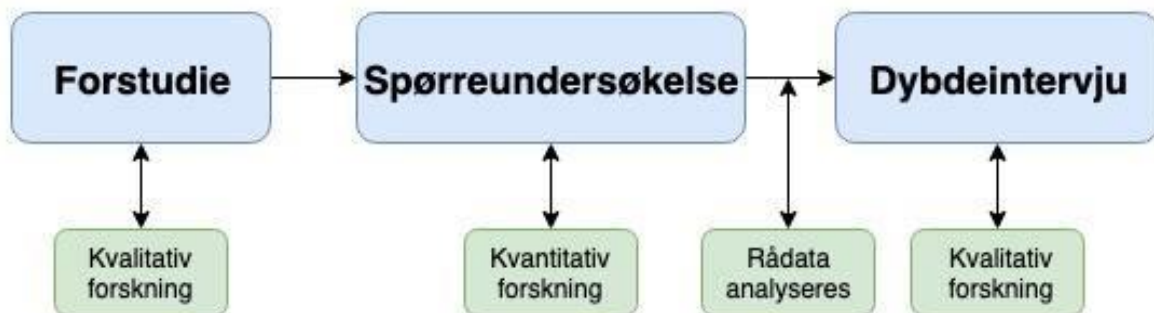 Forstudie
Spørreundersøkelse
Dybdeintervju
Kvalitativ
forskning
Kvantitativ
forskning
Rådata
analyseres
Kvalitativ
forskning